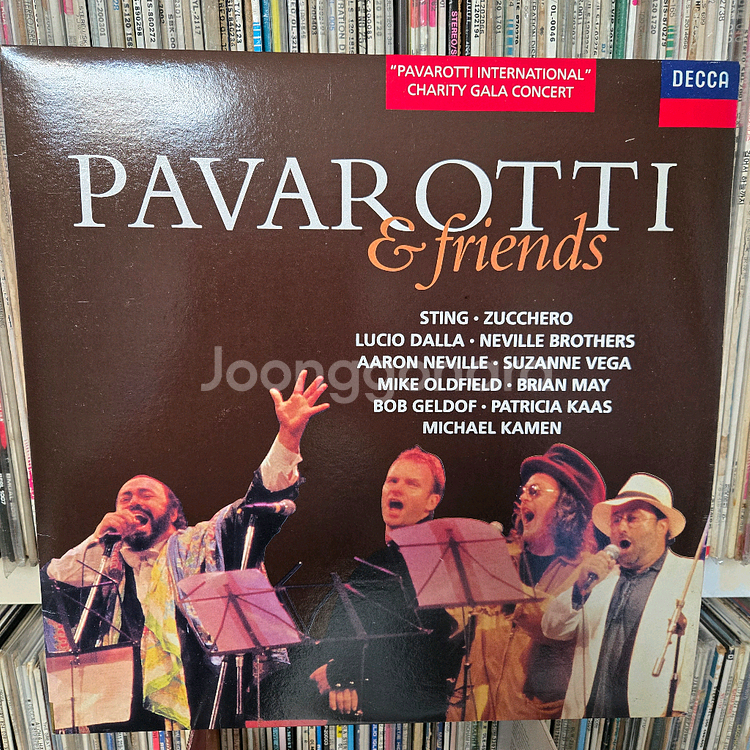 "PAVAROTTI INTERNATIONAL"
CHARITY GALA CONCERT
DECCA
PAVAROTTI
& friends
STING · ZUCCHERO
LUCIO DALLA · NEVILLE BROTHERS
AARON NEVILLE · SUZANNE VEGA
MIKE OLDFIELD · BRIAN MAY
BOB GELDOF · PATRICIA KAAS
MICHAEL KAMEN
Joonggonara